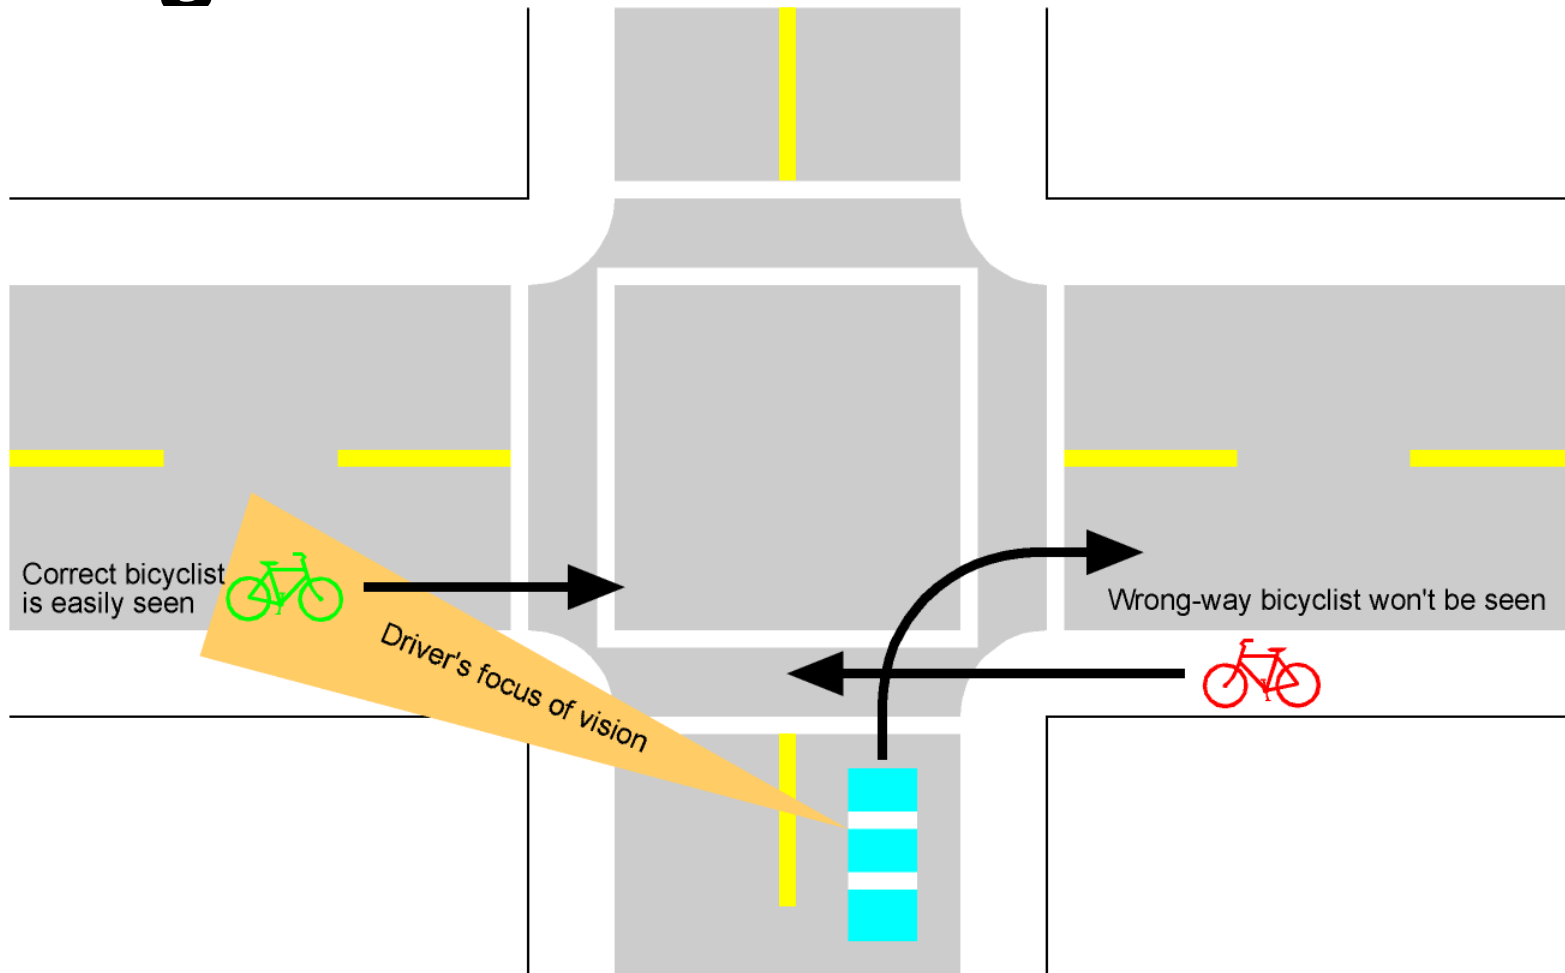 Correct bicyclist
is easily seen
Driver's focus of vision
Wrong-way bicyclist won't be seen